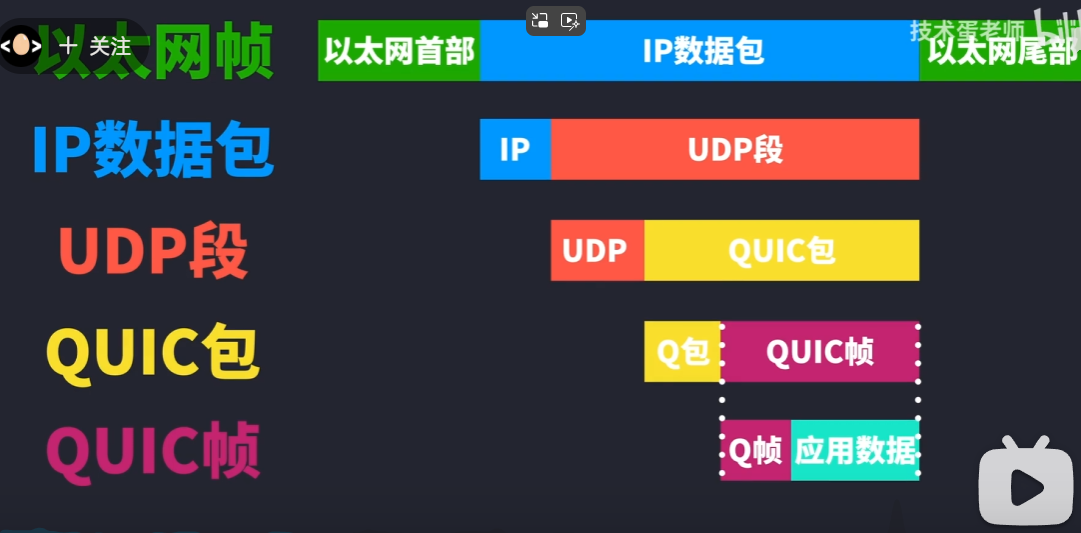 <> + 关注
技术蛋老师
以太网帧 以太网首部 IP数据包 以太网尾部
IP数据包 IP UDP段
UDP段 UDP QUIC包
QUIC包 Q包 QUIC帧
QUIC帧 Q帧 应用数据